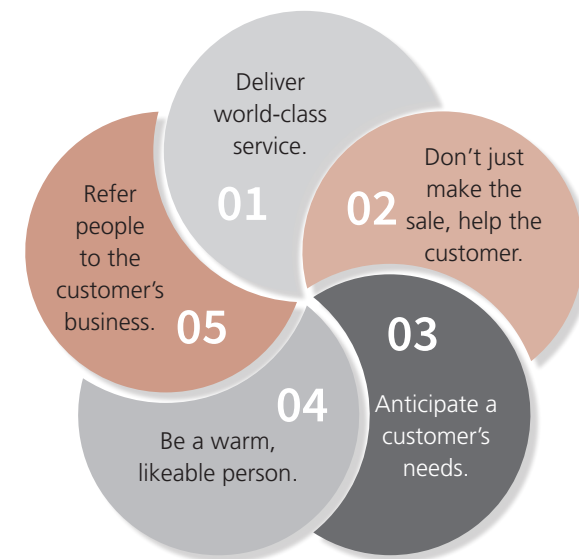 Deliver
world-class
service.
01
02
Don’t just
make the
sale, help the
customer.
03
Anticipate a
customer’s
needs.
04
Be a warm,
likeable person.
Refer
people
to the
customer’s
business.
05